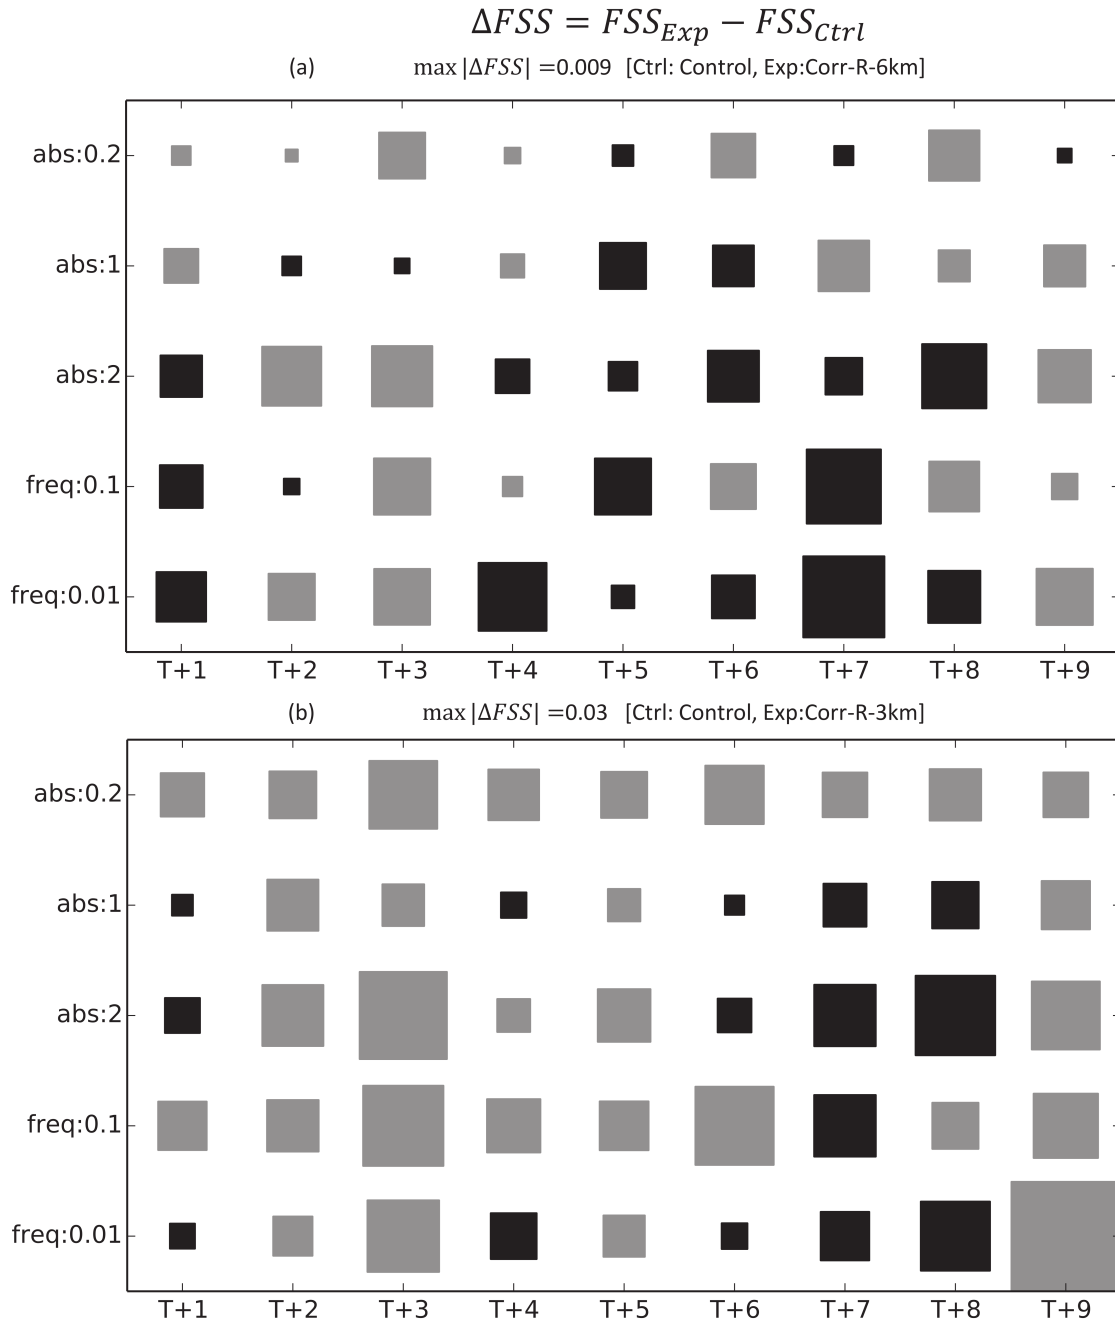 ΔFSS = FSS_Exp − FSS_Ctrl
(a) max |ΔFSS| =0.009 [Ctrl: Control, Exp:Corr-R-6km]
abs:0.2
abs:1
abs:2
freq:0.1
freq:0.01
T+1 T+2 T+3 T+4 T+5 T+6 T+7 T+8 T+9
(b) max |ΔFSS| =0.03 [Ctrl: Control, Exp:Corr-R-3km]
abs:0.2
abs:1
abs:2
freq:0.1
freq:0.01
T+1 T+2 T+3 T+4 T+5 T+6 T+7 T+8 T+9